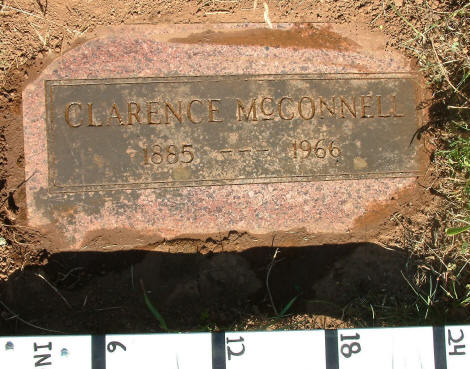 CLARENCE McCONNELL
1885 --- 1966
IN 6 12 18 24